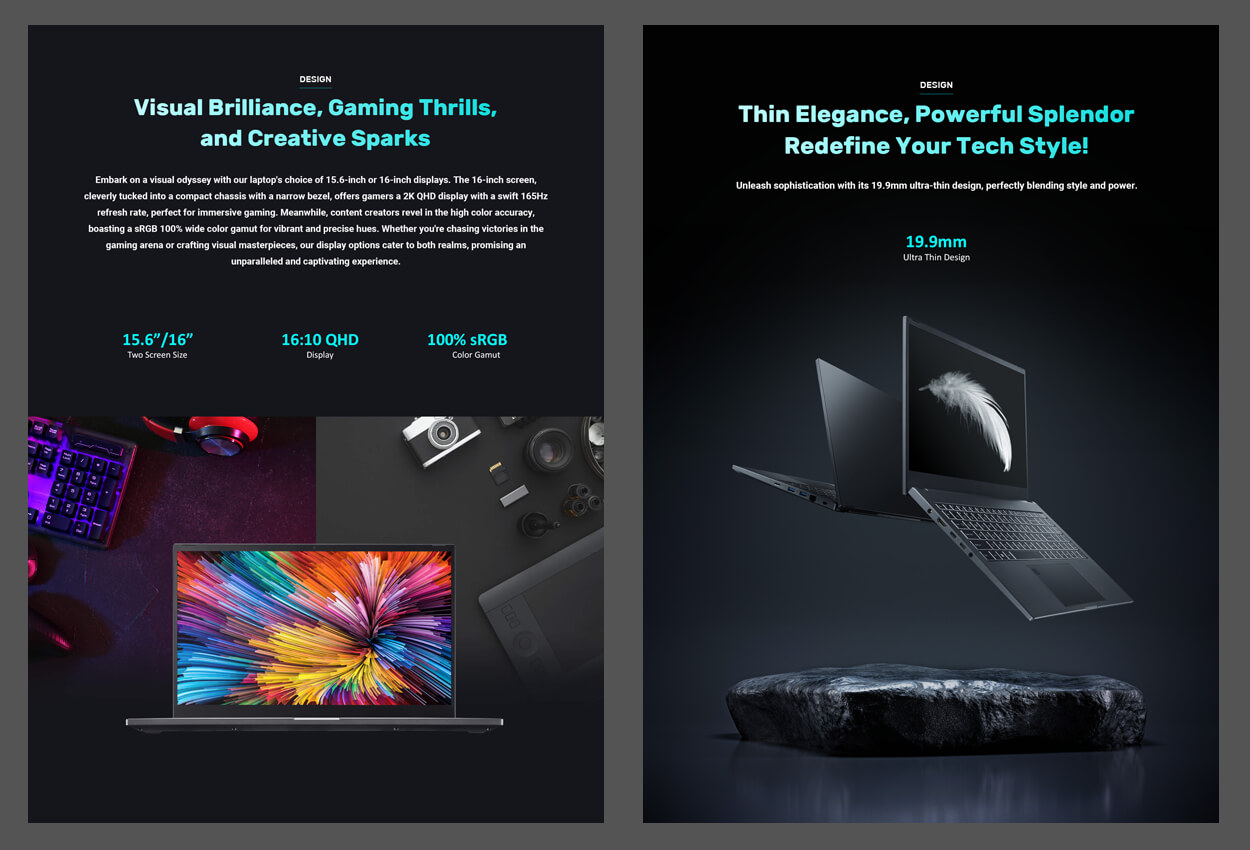 DESIGN
Visual Brilliance, Gaming Thrills,
and Creative Sparks
Embark on a visual odyssey with our laptop's choice of 15.6-inch or 16-inch displays. The 16-inch screen,
cleverly tucked into a compact chassis with a narrow bezel, offers gamers a 2K QHD display with a swift 165Hz
refresh rate, perfect for immersive gaming. Meanwhile, content creators revel in the high color accuracy,
boasting a sRGB 100% wide color gamut for vibrant and precise hues. Whether you're chasing victories in the
gaming arena or crafting visual masterpieces, our display options cater to both realms, promising an
unparalleled and captivating experience.
15.6”/16”
Two Screen Size
16:10 QHD
Display
100% sRGB
Color Gamut
DESIGN
Thin Elegance, Powerful Splendor
Redefine Your Tech Style!
Unleash sophistication with its 19.9mm ultra-thin design, perfectly blending style and power.
19.9mm
Ultra Thin Design